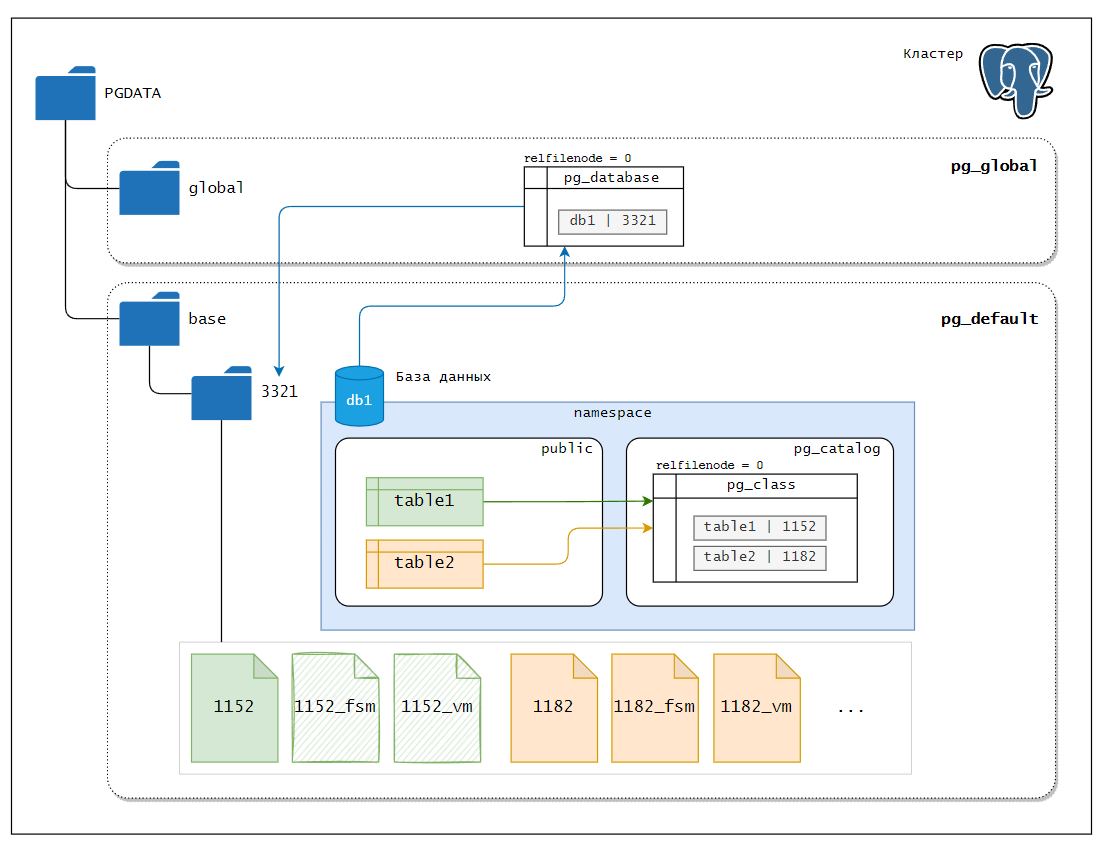 Кластер
PGDATA
pg_global
global
relfilenode = 0
pg_database
db1 | 3321
pg_default
base
3321
База данных
db1
namespace
public
pg_catalog
relfilenode = 0
pg_class
table1
table2
table1 | 1152
table2 | 1182
1152
1152_fsm
1152_vm
1182
1182_fsm
1182_vm
...